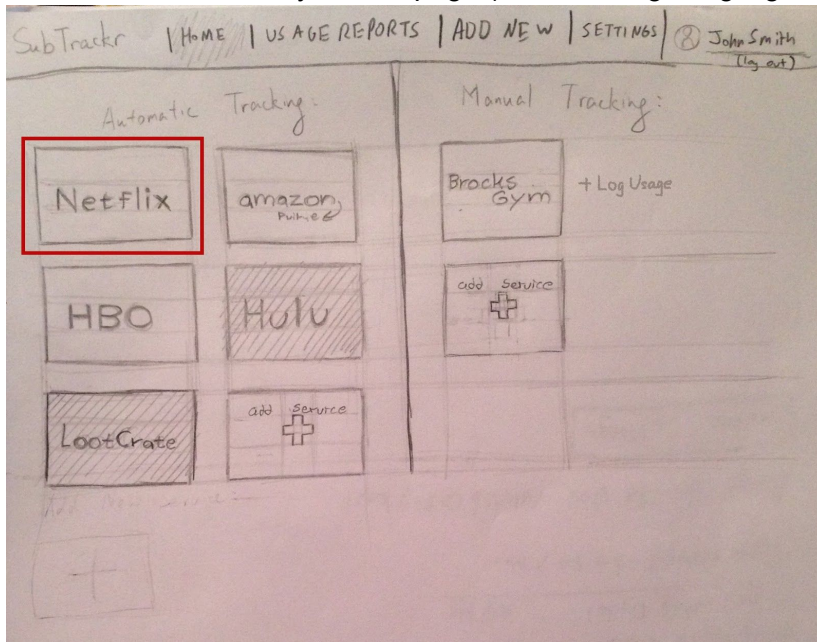 SubTrackr | HOME | USAGE REPORTS | ADD NEW | SETTINGS | John Smith
(log out)
Automatic Tracking:
Manual Tracking:
Netflix
amazon
Brocks
Gym
+ Log Usage
HBO
Hulu
add service
LootCrate
add service